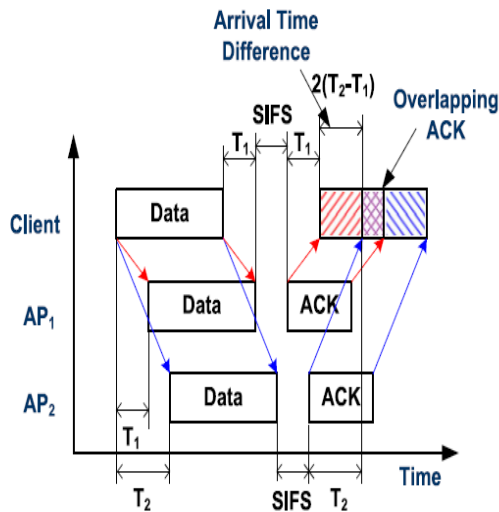 Arrival Time
Difference
2(T₂-T₁)
SIFS
Overlapping
ACK
T₁
T₁
Client
Data
AP₁
Data
ACK
AP₂
Data
ACK
T₁
Time
T₂
SIFS
T₂